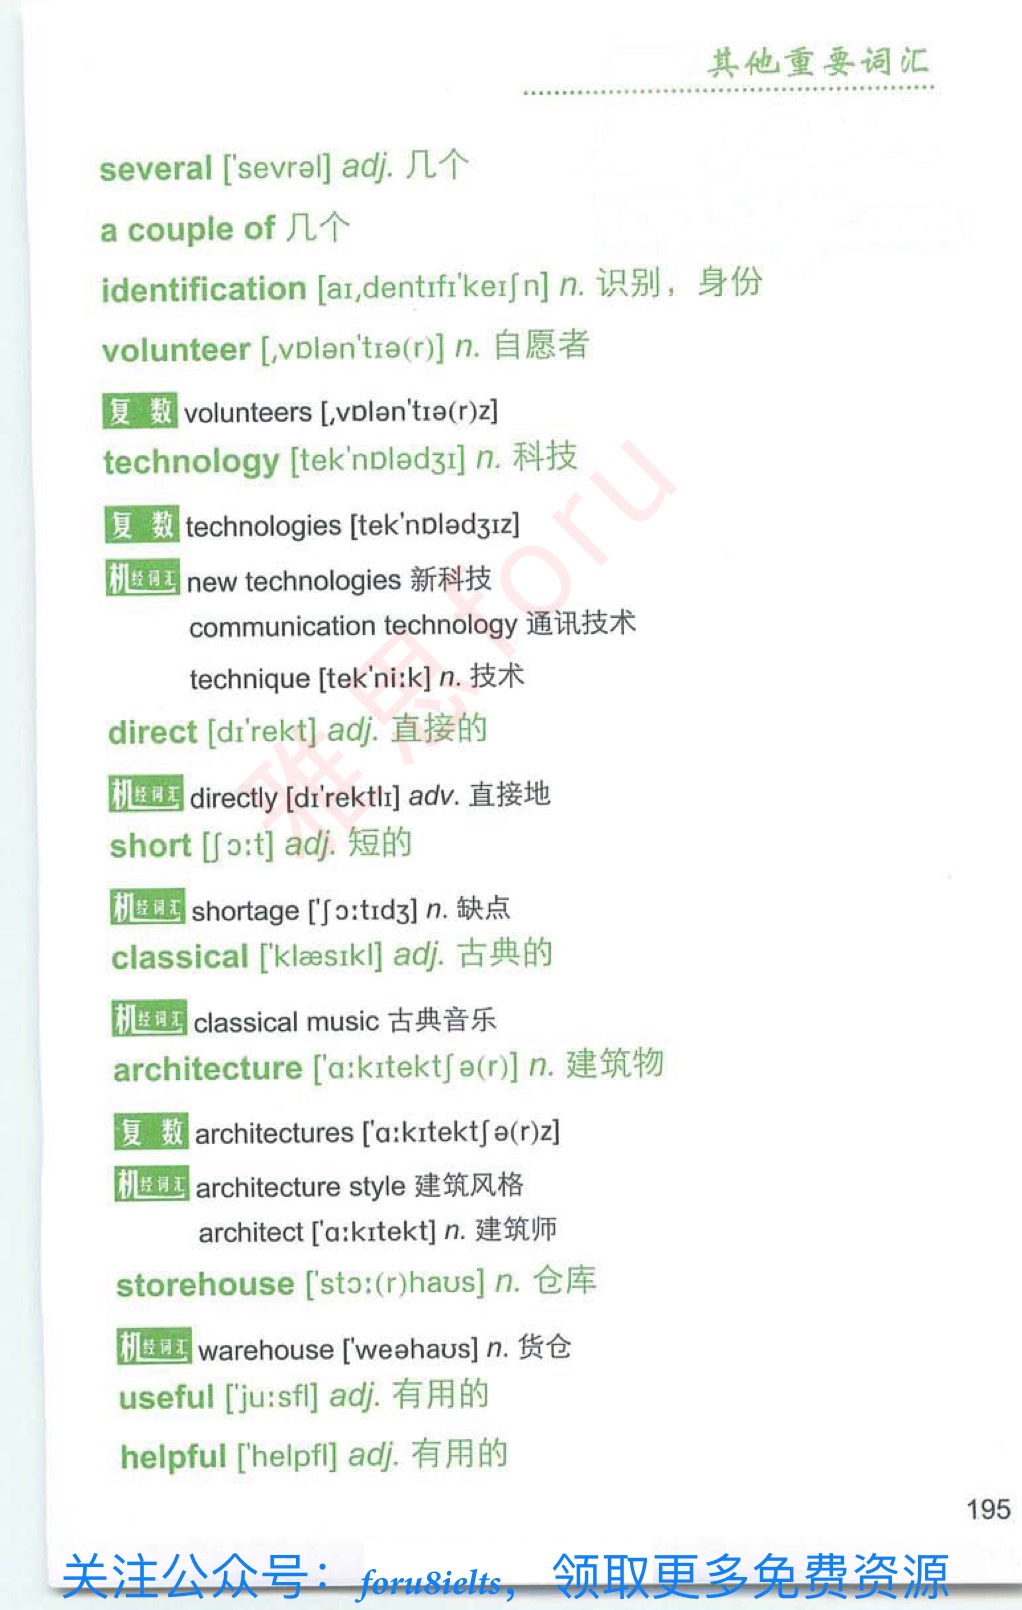 其他重要词汇
several ['sevrəl] adj. 几个
a couple of 几个
identification [aɪ,dentɪfɪ'keɪʃn] n. 识别，身份
volunteer [,vɒlən'tɪə(r)] n. 自愿者
复数 volunteers [,vɒlən'tɪə(r)z]
technology [tek'nɒlədʒɪ] n. 科技
复数 technologies [tek'nɒlədʒɪz]
机经词汇 new technologies 新科技
communication technology 通讯技术
technique [tek'ni:k] n. 技术
direct [dɪ'rekt] adj. 直接的
机经词汇 directly [dɪ'rektlɪ] adv. 直接地
short [ʃɔ:t] adj. 短的
机经词汇 shortage ['ʃɔ:tɪdʒ] n. 缺点
classical ['klæsɪkl] adj. 古典的
机经词汇 classical music 古典音乐
architecture ['ɑ:kɪtektʃə(r)] n. 建筑物
复数 architectures ['ɑ:kɪtektʃə(r)z]
机经词汇 architecture style 建筑风格
architect ['ɑ:kɪtekt] n. 建筑师
storehouse ['stɔ:(r)haʊs] n. 仓库
机经词汇 warehouse ['weəhaʊs] n. 货仓
useful ['ju:sfl] adj. 有用的
helpful ['helpfl] adj. 有用的
195
雅思foru
关注公众号：foru8ielts，领取更多免费资源